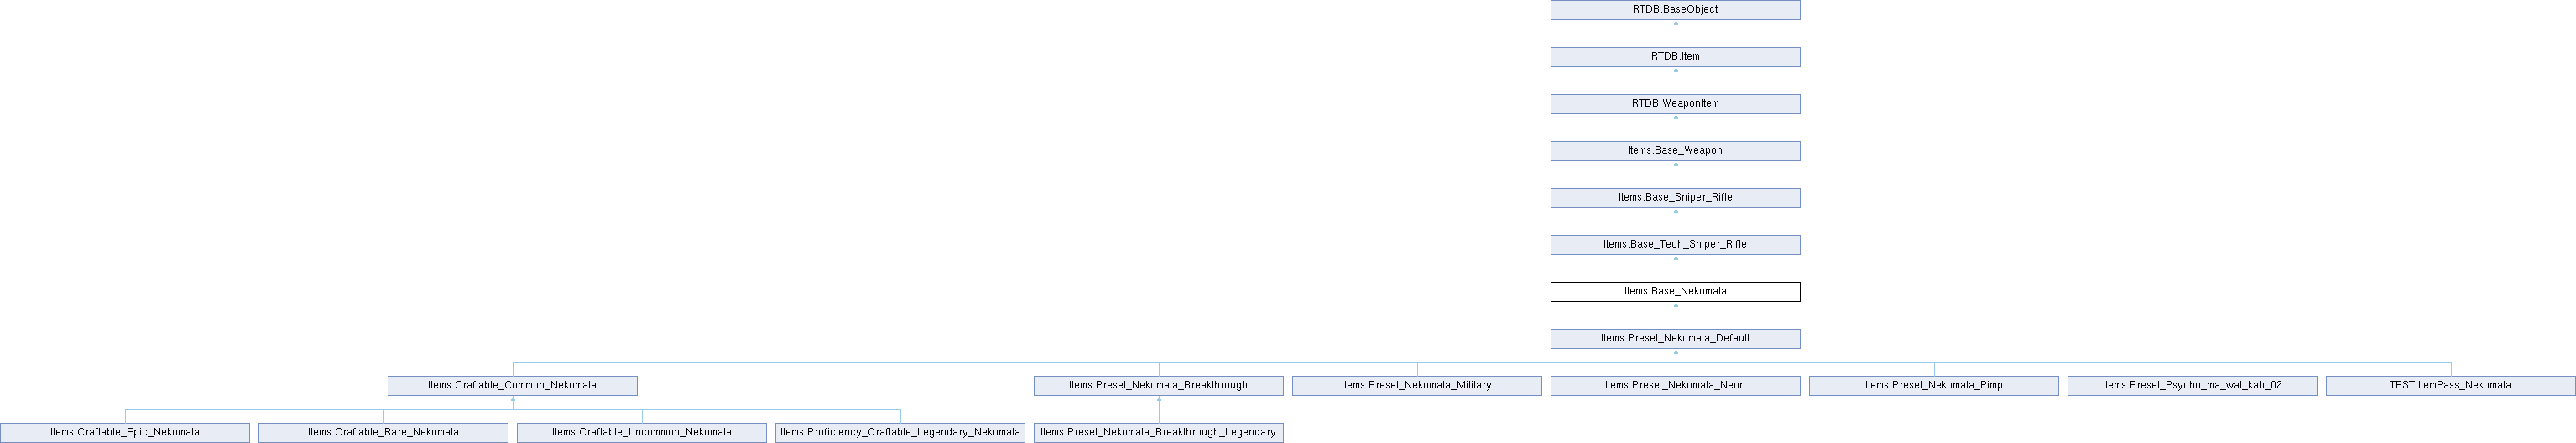 RTDB.BaseObject
RTDB.Item
RTDB.WeaponItem
Items.Base_Weapon
Items.Base_Sniper_Rifle
Items.Base_Tech_Sniper_Rifle
Items.Base_Nekomata
Items.Preset_Nekomata_Default
Items.Craftable_Common_Nekomata
Items.Preset_Nekomata_Breakthrough
Items.Preset_Nekomata_Military
Items.Preset_Nekomata_Neon
Items.Preset_Nekomata_Pimp
Items.Preset_Psycho_ma_wat_kab_02
TEST.ItemPass_Nekomata
Items.Craftable_Epic_Nekomata
Items.Craftable_Rare_Nekomata
Items.Craftable_Uncommon_Nekomata
Items.Proficiency_Craftable_Legendary_Nekomata
Items.Preset_Nekomata_Breakthrough_Legendary